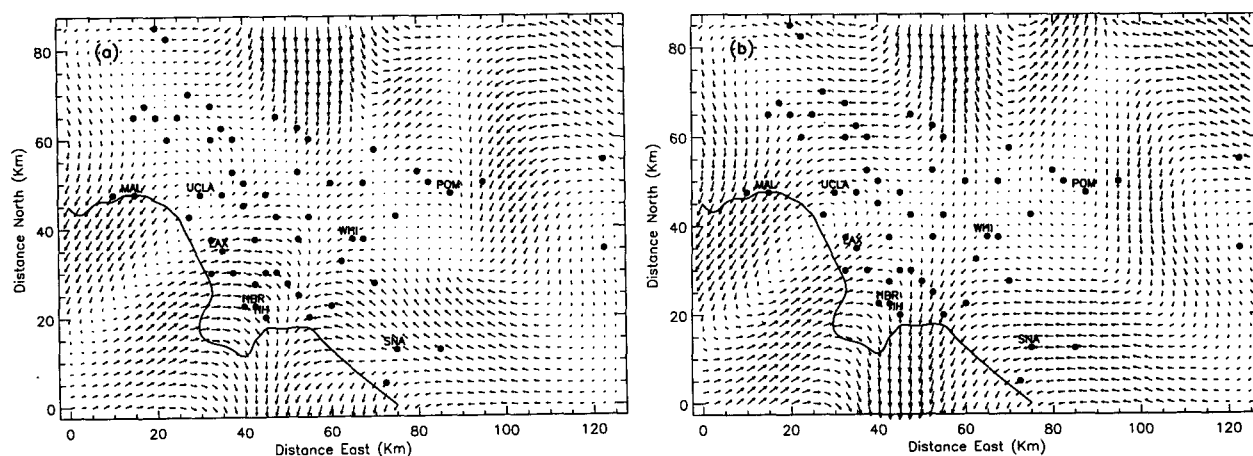 (a)
MAL
UCLA
POM
LAX
WHI
HBR
NH
SNA
80
60
40
20
0
Distance North (Km)
0 20 40 60 80 100 120
Distance East (Km)
(b)
MAL
UCLA
POM
LAX
WHI
HBR
NH
SNA
80
60
40
20
0
Distance North (Km)
0 20 40 60 80 100 120
Distance East (Km)